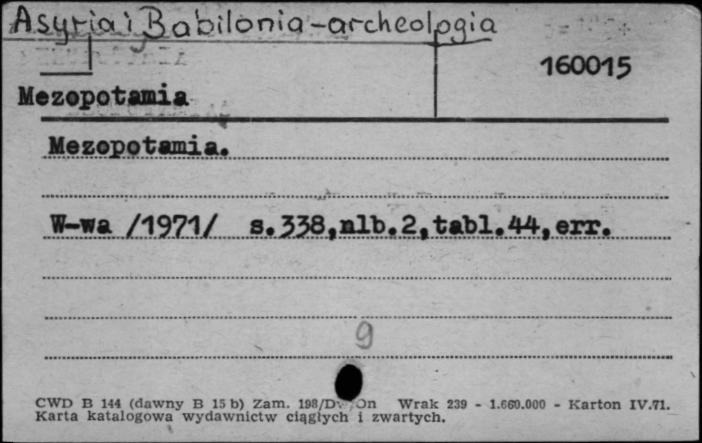 Asyria i Babilonia-archeologia
160015
Mezopotamia
Mezopotamia.
W-wa /1971/ s.338,nlb.2,tabl.44,err.
9
CWD B 144 (dawny B 15 b) Zam. 198/D On Wrak 239 - 1.660.000 - Karton IV.71.
Karta katalogowa wydawnictw ciągłych i zwartych.